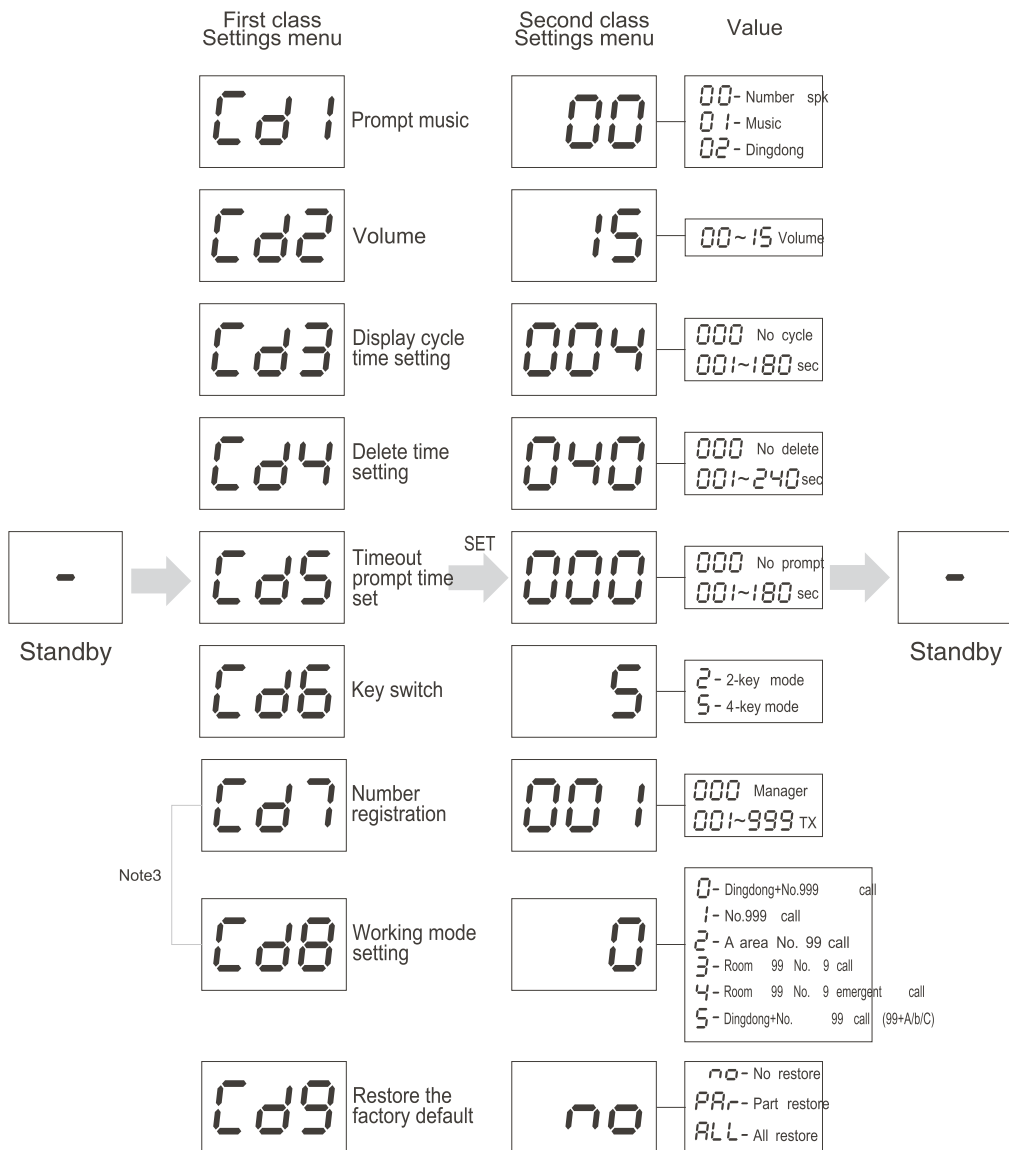 First class
Settings menu
Second class
Settings menu
Value
Cd1
Prompt music
00
00- Number spk
01- Music
02- Dingdong
Cd2
Volume
15
00~15 Volume
Cd3
Display cycle
time setting
004
000 No cycle
001~180 sec
Cd4
Delete time
setting
040
000 No delete
001~240 sec
-
Standby
Cd5
Timeout
prompt time
set
SET
000
000 No prompt
001~180 sec
-
Standby
Cd6
Key switch
5
2- 2-key mode
5- 4-key mode
Note3
Cd7
Number
registration
001
000 Manager
001~999 TX
Cd8
Working mode
setting
0
0- Dingdong+No.999 call
1- No.999 call
2- A area No. 99 call
3- Room 99 No. 9 call
4- Room 99 No. 9 emergent call
5- Dingdong+No. 99 call (99+A/b/C)
Cd9
Restore the
factory default
no
no- No restore
PAr- Part restore
ALL- All restore